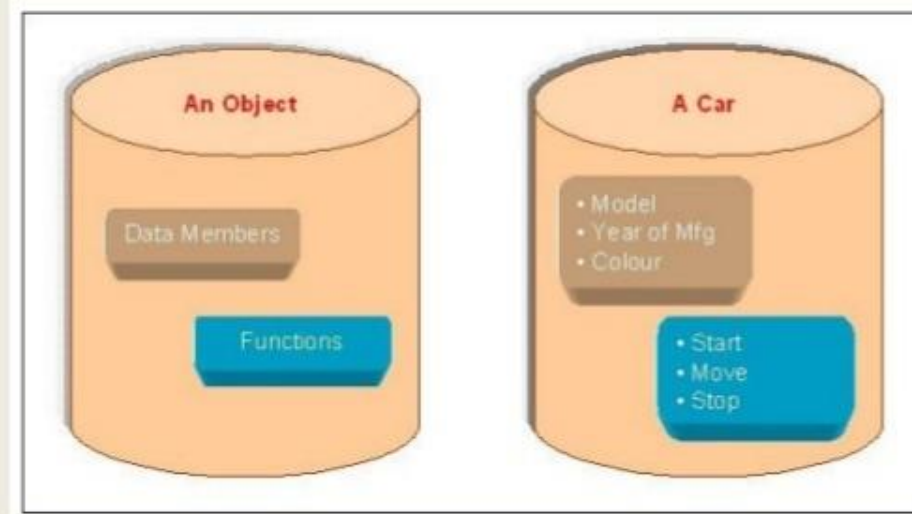 An Object
Data Members
Functions
A Car
• Model
• Year of Mfg
• Colour
• Start
• Move
• Stop